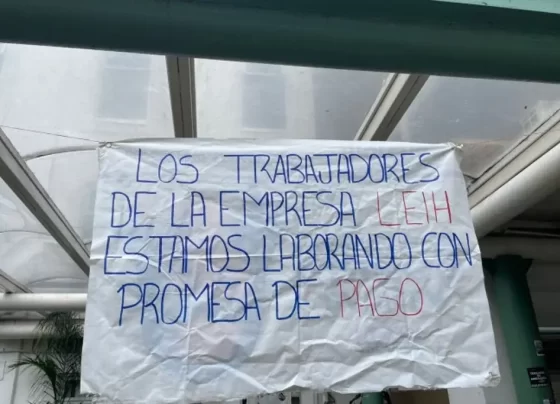 LOS TRABAJADORES
DE LA EMPRESA LEIH
ESTAMOS LABORANDO CON
PROMESA DE PAGO